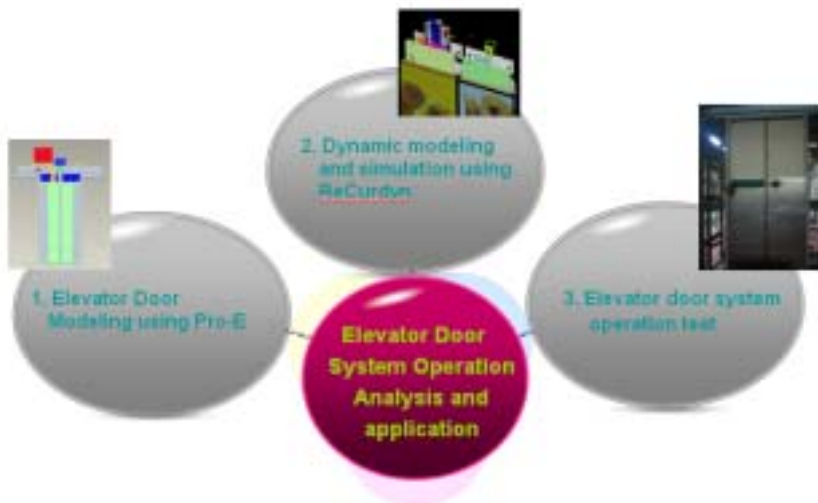 2. Dynamic modeling
and simulation using
ReCurdyn
1. Elevator Door
Modeling using Pro-E
3. Elevator door system
operation test
Elevator Door
System Operation
Analysis and
application